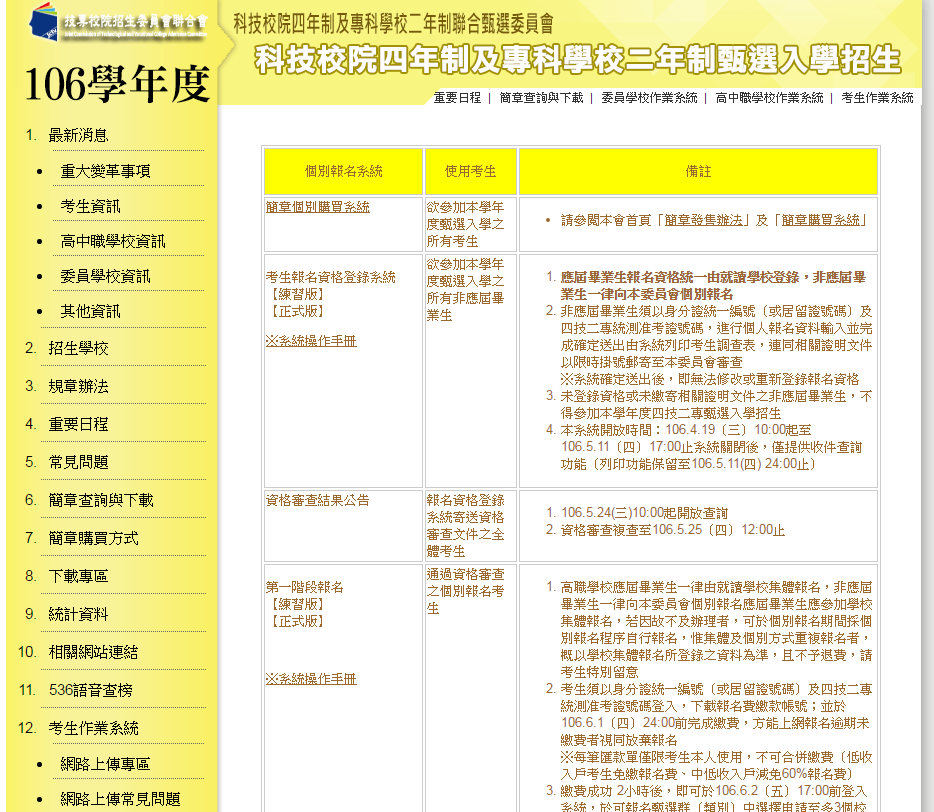 技專校院招生委員會聯合會
科技校院四年制及專科學校二年制聯合甄選委員會
科技校院四年制及專科學校二年制甄選入學招生
106學年度
重要日程 | 簡章查詢與下載 | 委員學校作業系統 | 高中職學校作業系統 | 考生作業系統
1. 最新消息
• 重大變革事項
• 考生資訊
• 高中職學校資訊
• 委員學校資訊
• 其他資訊
2. 招生學校
3. 規章辦法
4. 重要日程
5. 常見問題
6. 簡章查詢與下載
7. 簡章購買方式
8. 下載專區
9. 統計資料
10. 相關網站連結
11. 536語音查榜
12. 考生作業系統
• 網路上傳專區
• 網路上傳常見問題
個別報名系統
使用考生
備註
簡章個別購買系統
欲參加本學年
度甄選入學之
所有考生
• 請參閱本會首頁「簡章發售辦法」及「簡章購買系統」
考生報名資格登錄系統
【練習版】
【正式版】
※系統操作手冊
欲參加本學年
度甄選入學之
所有非應屆畢
業生
1. 應屆畢業生報名資格統一由就讀學校登錄，非應屆畢
業生一律向本委員會個別報名
2. 非應屆畢業生須以身分證統一編號（或居留證號碼）及
四技二專統測准考證號碼，進行個人報名資料輸入並完
成確定送出由系統列印考生調查表，連同相關證明文件
以限時掛號郵寄至本委員會審查
※系統確定送出後，即無法修改或重新登錄報名資格
3. 未登錄資格或未繳寄相關證明文件之非應屆畢業生，不
得參加本學年度四技二專甄選入學招生
4. 本系統開放時間：106.4.19（三）10:00起至
106.5.11（四）17:00止系統關閉後，僅提供收件查詢
功能（列印功能保留至106.5.11(四) 24:00止）
資格審查結果公告
報名資格登錄
系統寄送資格
審查文件之全
體考生
1. 106.5.24(三)10:00起開放查詢
2. 資格審查複查至106.5.25（四）12:00止
第一階段報名
【練習版】
【正式版】
※系統操作手冊
通過資格審查
之個別報名考
生
1. 高職學校應屆畢業生一律由就讀學校集體報名，非應屆
畢業生一律向本委員會個別報名應屆畢業生應參加學校
集體報名，若因故不及辦理者，可於個別報名期間採個
別報名程序自行報名，惟集體及個別方式重複報名者，
概以學校集體報名所登錄之資料為準，且不予退費，請
考生特別留意
2. 考生須以身分證統一編號（或居留證號碼）及四技二專
統測准考證號碼登入，下載報名費繳款帳號；並於
106.6.1（四）24:00前完成繳費，方能上網報名逾期未
繳費者視同放棄報名
※每筆匯款單僅限考生本人使用，不可合併繳費（低收
入戶考生免繳報名費、中低收入戶減免60%報名費）
3. 繳費成功 2小時後，即可於106.6.2（五）17:00前登入
系統，於可報名甄選群（類別）中選擇申請至多3個校